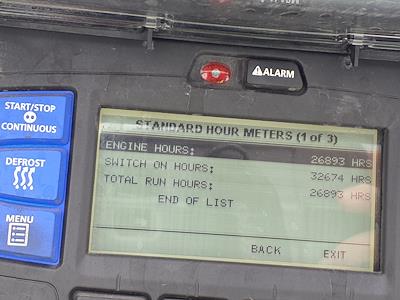 ⚠ALARM
START/STOP
CONTINUOUS
DEFROST
MENU
STANDARD HOUR METERS (1 of 3)
ENGINE HOURS: 26893 HRS
SWITCH ON HOURS: 32674 HRS
TOTAL RUN HOURS: 26893 HRS
END OF LIST
BACK EXIT